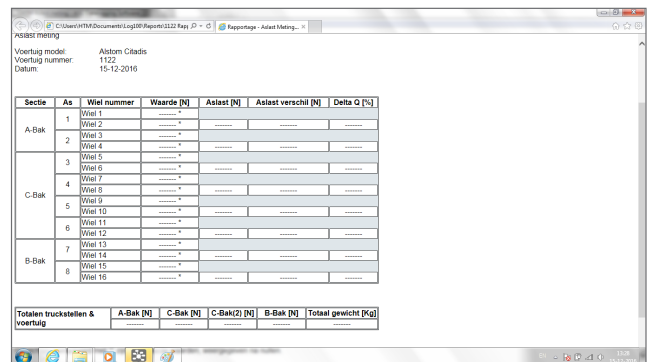 C:\Users\HTM\Documents\Log100\Reports\1122 Rapp
Rapportage - Aslast Meting...
Aslast meting
Voertuig model: Alstom Citadis
Voertuig nummer: 1122
Datum: 15-12-2016
Sectie As Wiel nummer Waarde [N] Aslast [N] Aslast verschil [N] Delta Q [%]
A-Bak 1 Wiel 1 ------- *
Wiel 2 ------- * ------- ------- -------
2 Wiel 3 ------- *
Wiel 4 ------- * ------- ------- -------
C-Bak 3 Wiel 5 ------- *
Wiel 6 ------- * ------- ------- -------
4 Wiel 7 ------- *
Wiel 8 ------- * ------- ------- -------
5 Wiel 9 ------- *
Wiel 10 ------- * ------- ------- -------
6 Wiel 11 ------- *
Wiel 12 ------- * ------- ------- -------
B-Bak 7 Wiel 13 ------- *
Wiel 14 ------- * ------- ------- -------
8 Wiel 15 ------- *
Wiel 16 ------- * ------- ------- -------
Totalen truckstellen & voertuig A-Bak [N] C-Bak [N] C-Bak(2) [N] B-Bak [N] Totaal gewicht [Kg]
------- ------- ------- ------- -------